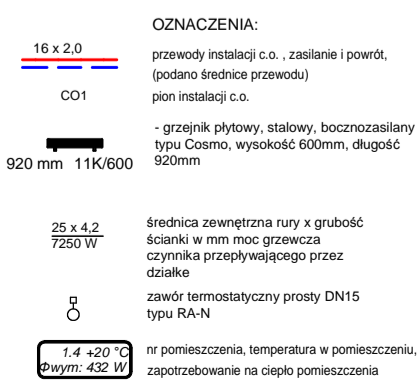 OZNACZENIA:
16 x 2,0
przewody instalacji c.o. , zasilanie i powrót,
(podano średnice przewodu)
CO1
pion instalacji c.o.
- grzejnik płytowy, stalowy, bocznozasilany
typu Cosmo, wysokość 600mm, długość
920mm
920 mm 11K/600
25 x 4,2
7250 W
średnica zewnętrzna rury x grubość
ścianki w mm moc grzewcza
czynnika przepływającego przez
działke
zawór termostatyczny prosty DN15
typu RA-N
1.4 +20 °C
Φwym: 432 W
nr pomieszczenia, temperatura w pomieszczeniu,
zapotrzebowanie na ciepło pomieszczenia